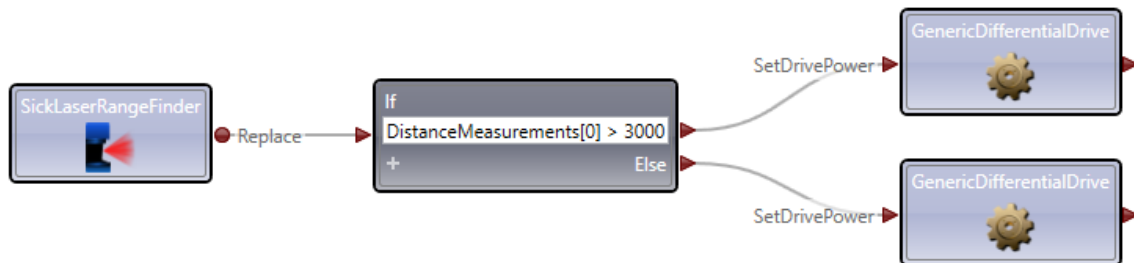 SickLaserRangeFinder
Replace
If
DistanceMeasurements[0] > 3000
+
Else
SetDrivePower
GenericDifferentialDrive
SetDrivePower
GenericDifferentialDrive